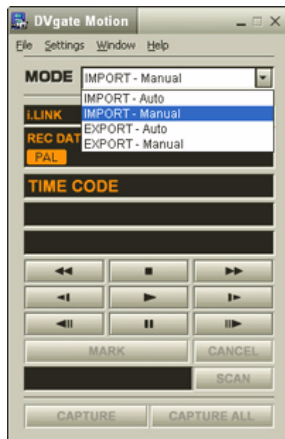 DVgate Motion
File Settings Window Help
MODE IMPORT - Manual
IMPORT - Auto
i.LINK IMPORT - Manual
REC DAT EXPORT - Auto
EXPORT - Manual
PAL
TIME CODE
MARK CANCEL
SCAN
CAPTURE CAPTURE ALL